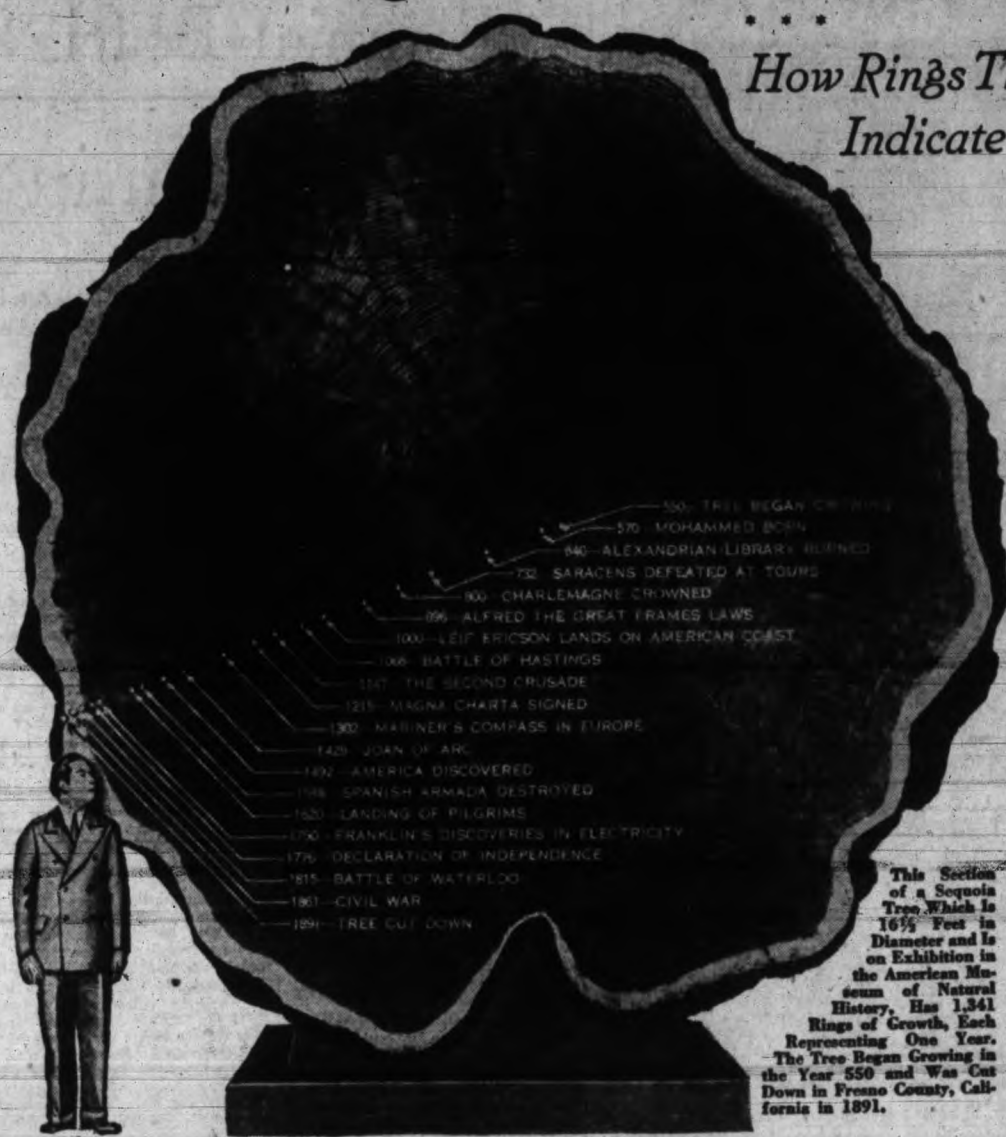 * * *
How Rings T
Indicate
550 TREE BEGAN GROWING
570 MOHAMMED BORN
640 ALEXANDRIAN LIBRARY BURNED
732 SARACENS DEFEATED AT TOURS
800 CHARLEMAGNE CROWNED
896 ALFRED THE GREAT FRAMES LAWS
1000 LEIF ERICSON LANDS ON AMERICAN COAST
1066 BATTLE OF HASTINGS
1147 THE SECOND CRUSADE
1215 MAGNA CHARTA SIGNED
1302 MARINER'S COMPASS IN EUROPE
1429 JOAN OF ARC
1492 AMERICA DISCOVERED
1588 SPANISH ARMADA DESTROYED
1620 LANDING OF PILGRIMS
1750 FRANKLIN'S DISCOVERIES IN ELECTRICITY
1776 DECLARATION OF INDEPENDENCE
1815 BATTLE OF WATERLOO
1861 CIVIL WAR
1891 TREE CUT DOWN
This Section
of a Sequoia
Tree Which Is
16½ Feet in
Diameter and Is
on Exhibition in
the American Mu-
seum of Natural
History, Has 1,341
Rings of Growth, Each
Representing One Year.
The Tree Began Growing in
the Year 550 and Was Cut
Down in Fresno County, Cali-
fornia in 1891.